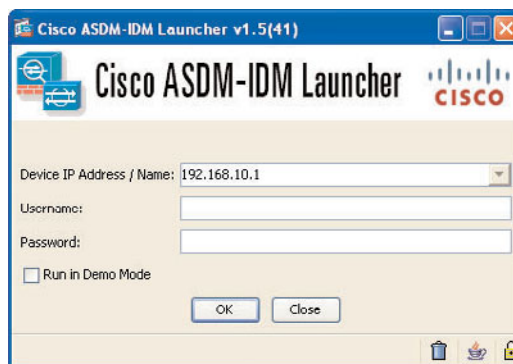 Cisco ASDM-IDM Launcher v1.5(41)
Cisco ASDM-IDM Launcher
CISCO
Device IP Address / Name: 192.168.10.1
Username:
Password:
Run in Demo Mode
OK Close